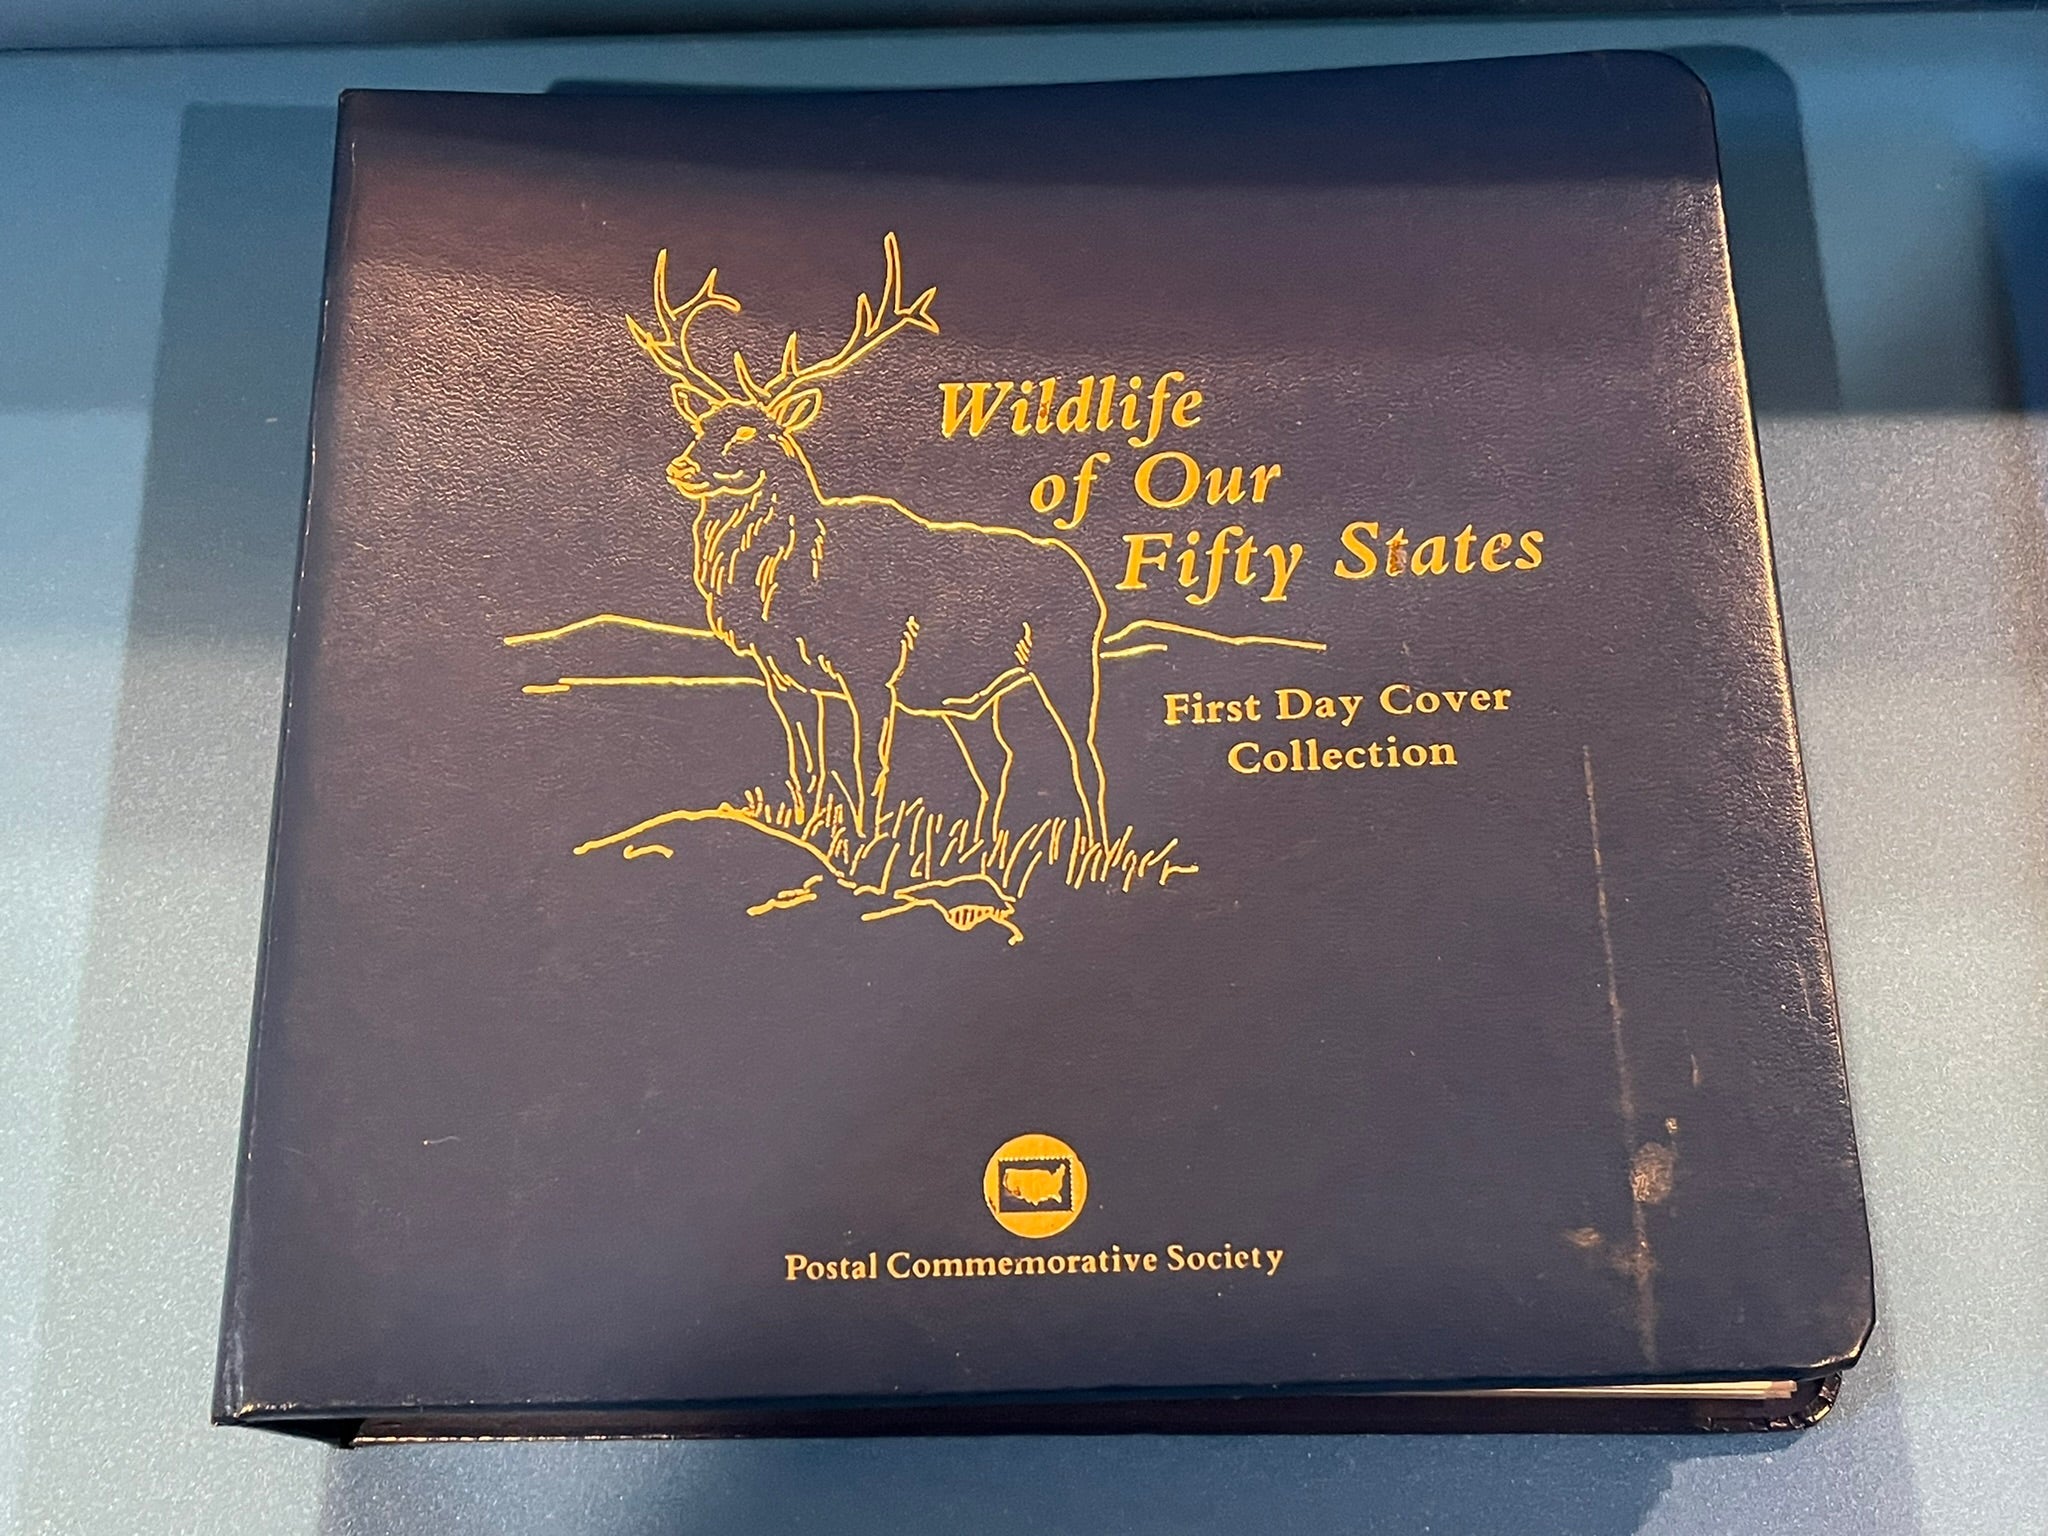 Wildlife
of Our
Fifty States
First Day Cover
Collection
Postal Commemorative Society